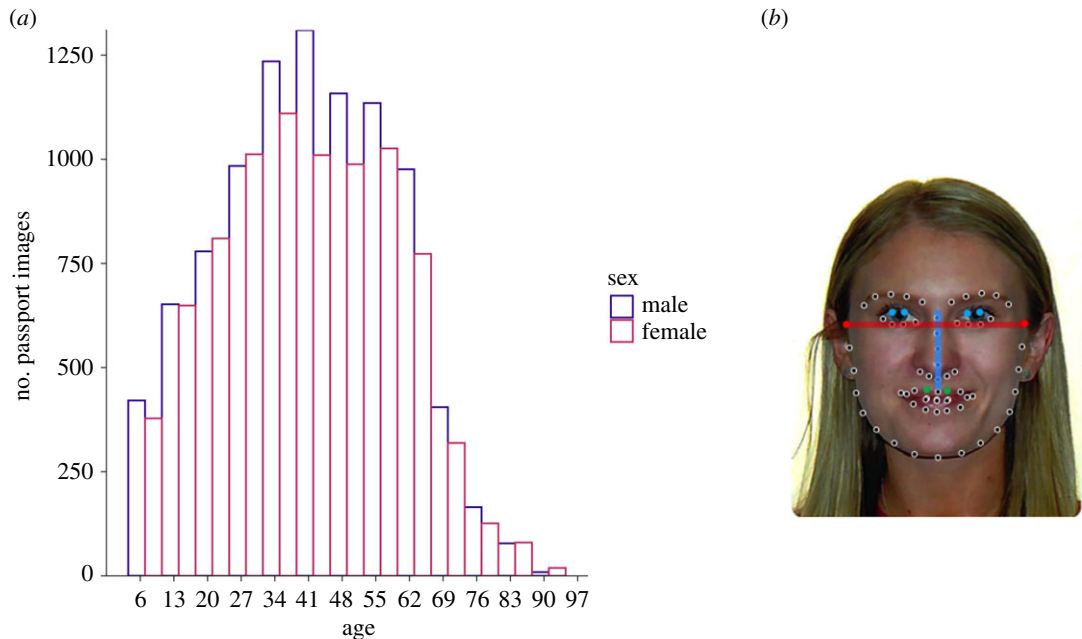 (a)
(b)
no. passport images
1250
1000
750
500
250
0
6 13 20 27 34 41 48 55 62 69 76 83 90 97
age
sex
male
female